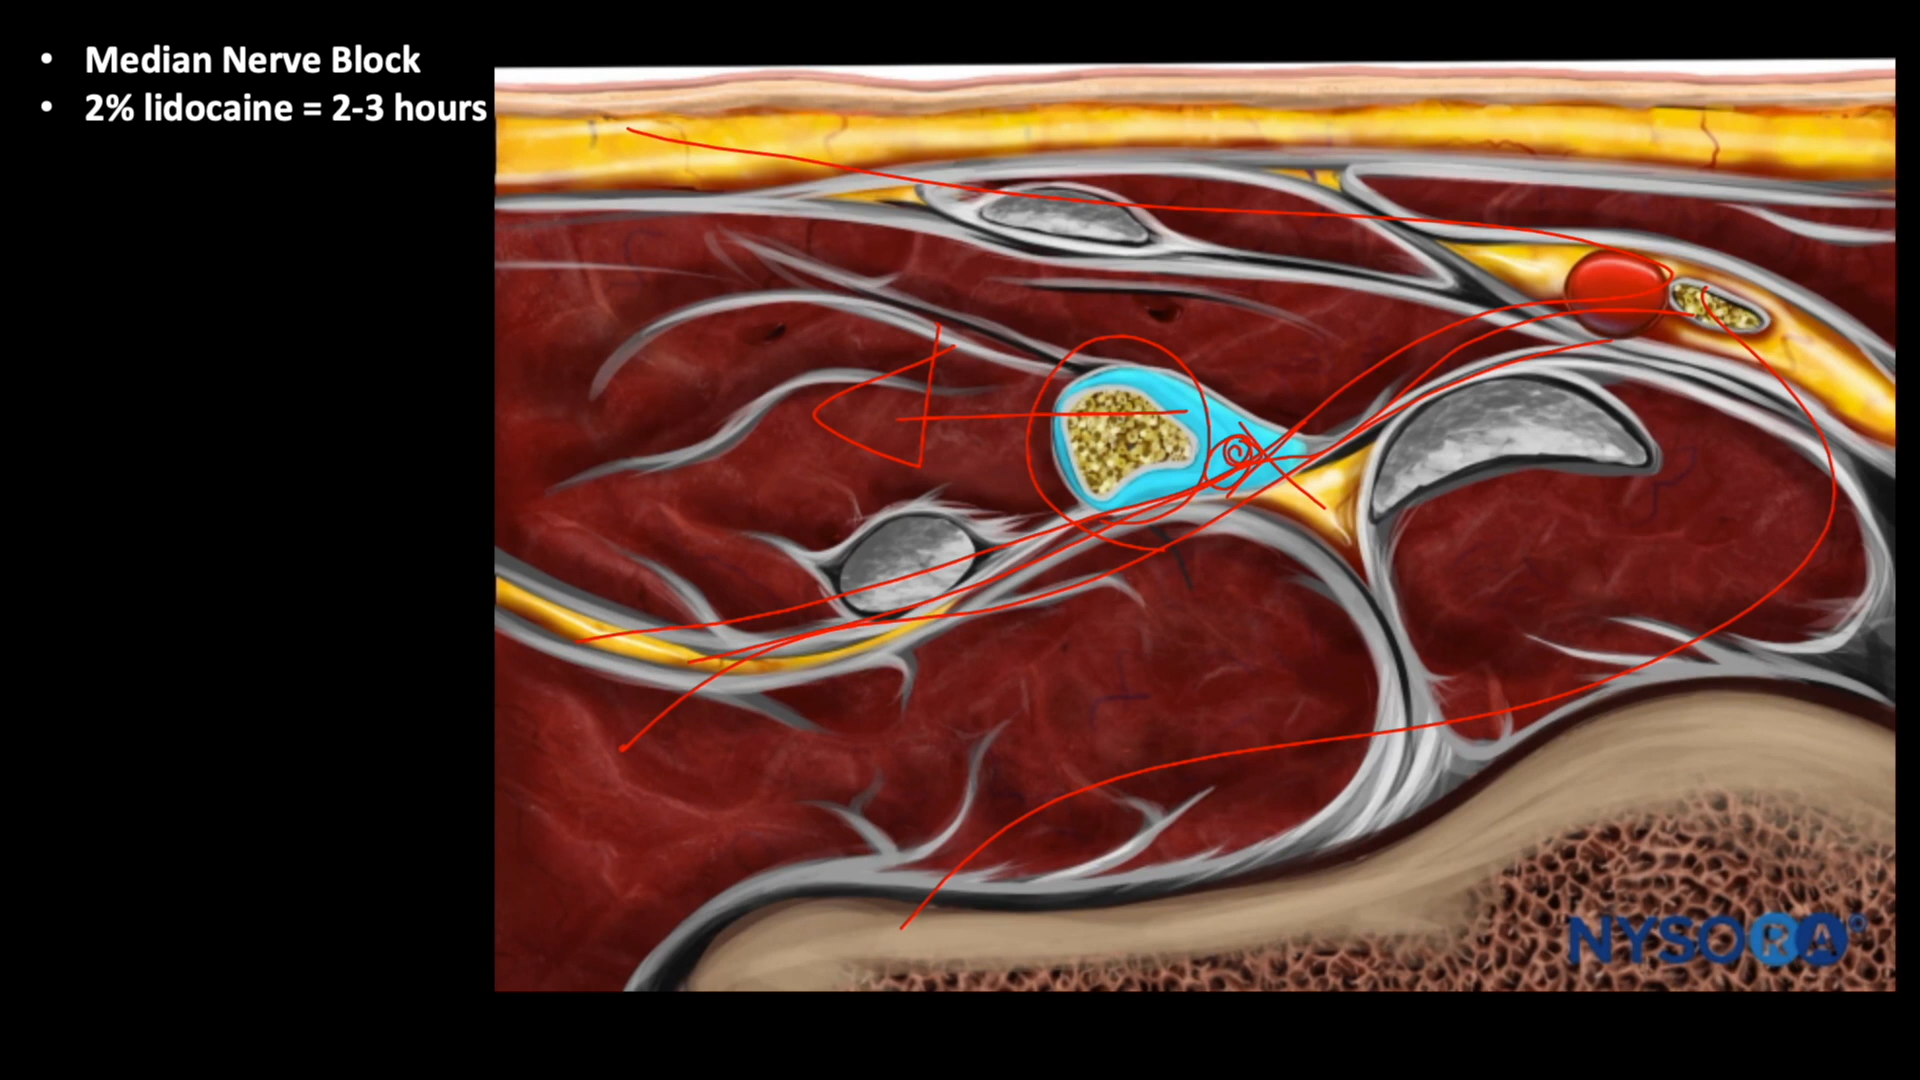 • Median Nerve Block
• 2% lidocaine = 2-3 hours
NYSORA